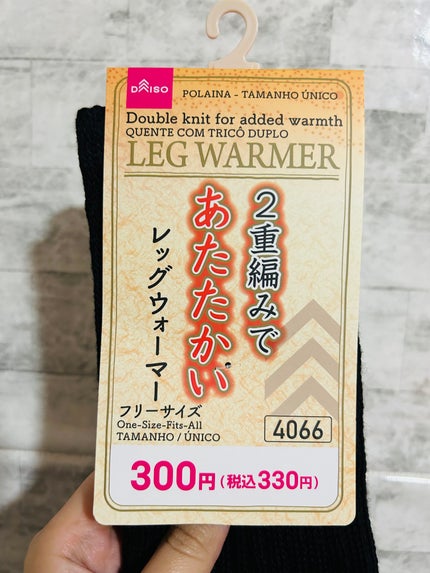 DAISO
POLAINA - TAMANHO ÚNICO
Double knit for added warmth
QUENTE COM TRICÔ DUPLO
LEG WARMER
2重編みで
あたたかい
レッグウォーマー
フリーサイズ
One-Size-Fits-All
TAMANHO / ÚNICO
4066
300円(税込330円)